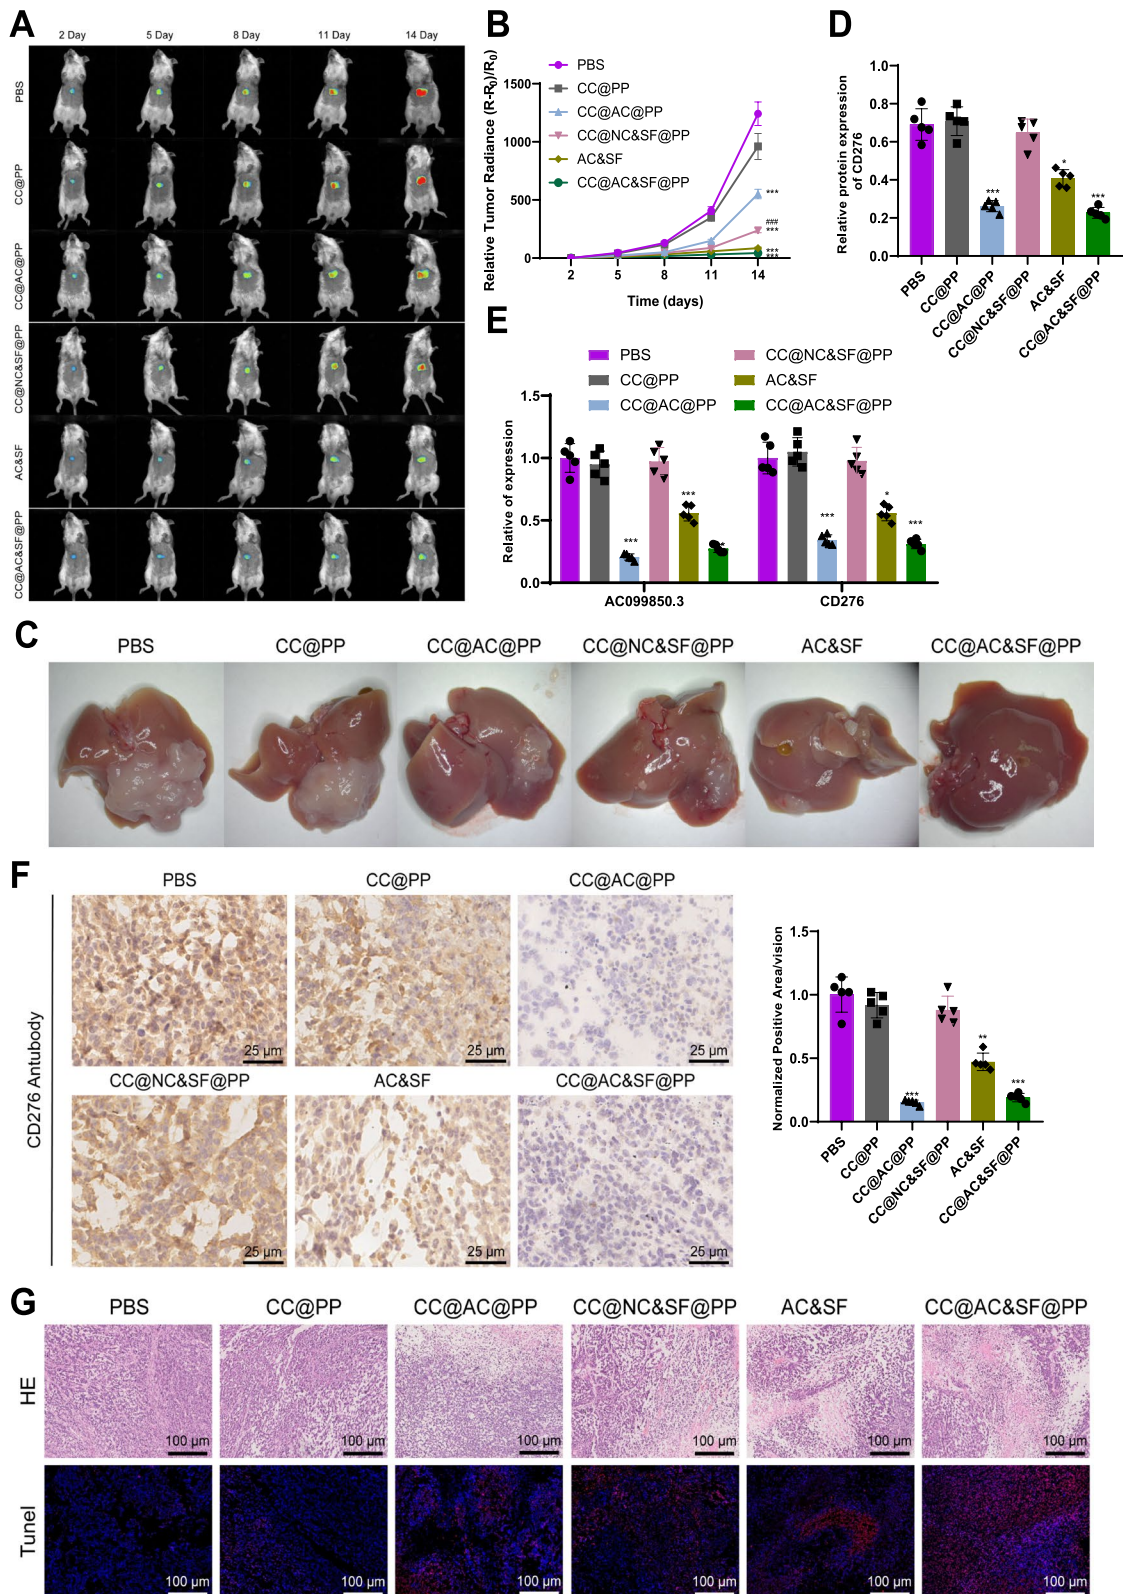 A
2 Day 5 Day 8 Day 11 Day 14 Day
PBS
CC@PP
CC@AC@PP
CC@NC&SF@PP
AC&SF
CC@AC&SF@PP
B
PBS
CC@PP
CC@AC@PP
CC@NC&SF@PP
AC&SF
CC@AC&SF@PP
Relative Tumor Radiance (R-R0)/R0)
1500
1000
500
0
2 5 8 11 14
Time (days)
***
###
***
***
***
D
Relative protein expression
of CD276
1.0
0.8
0.6
0.4
0.2
0.0
***
*
***
PBS
CC@PP
CC@AC@PP
CC@NC&SF@PP
AC&SF
CC@AC&SF@PP
E
PBS
CC@PP
CC@AC@PP
CC@NC&SF@PP
AC&SF
CC@AC&SF@PP
Relative of expression
1.5
1.0
0.5
0.0
***
***
*
***
*
***
AC099850.3 CD276
C
PBS CC@PP CC@AC@PP CC@NC&SF@PP AC&SF CC@AC&SF@PP
F
CD276 Antubody
PBS CC@PP CC@AC@PP
25 µm 25 µm 25 µm
CC@NC&SF@PP AC&SF CC@AC&SF@PP
25 µm 25 µm 25 µm
Normalized Positive Area/vision
1.5
1.0
0.5
0.0
***
**
***
PBS
CC@PP
CC@AC@PP
CC@NC&SF@PP
AC&SF
CC@AC&SF@PP
G
PBS CC@PP CC@AC@PP CC@NC&SF@PP AC&SF CC@AC&SF@PP
HE
100 µm 100 µm 100 µm 100 µm 100 µm 100 µm
Tunel
100 µm 100 µm 100 µm 100 µm 100 µm 100 µm